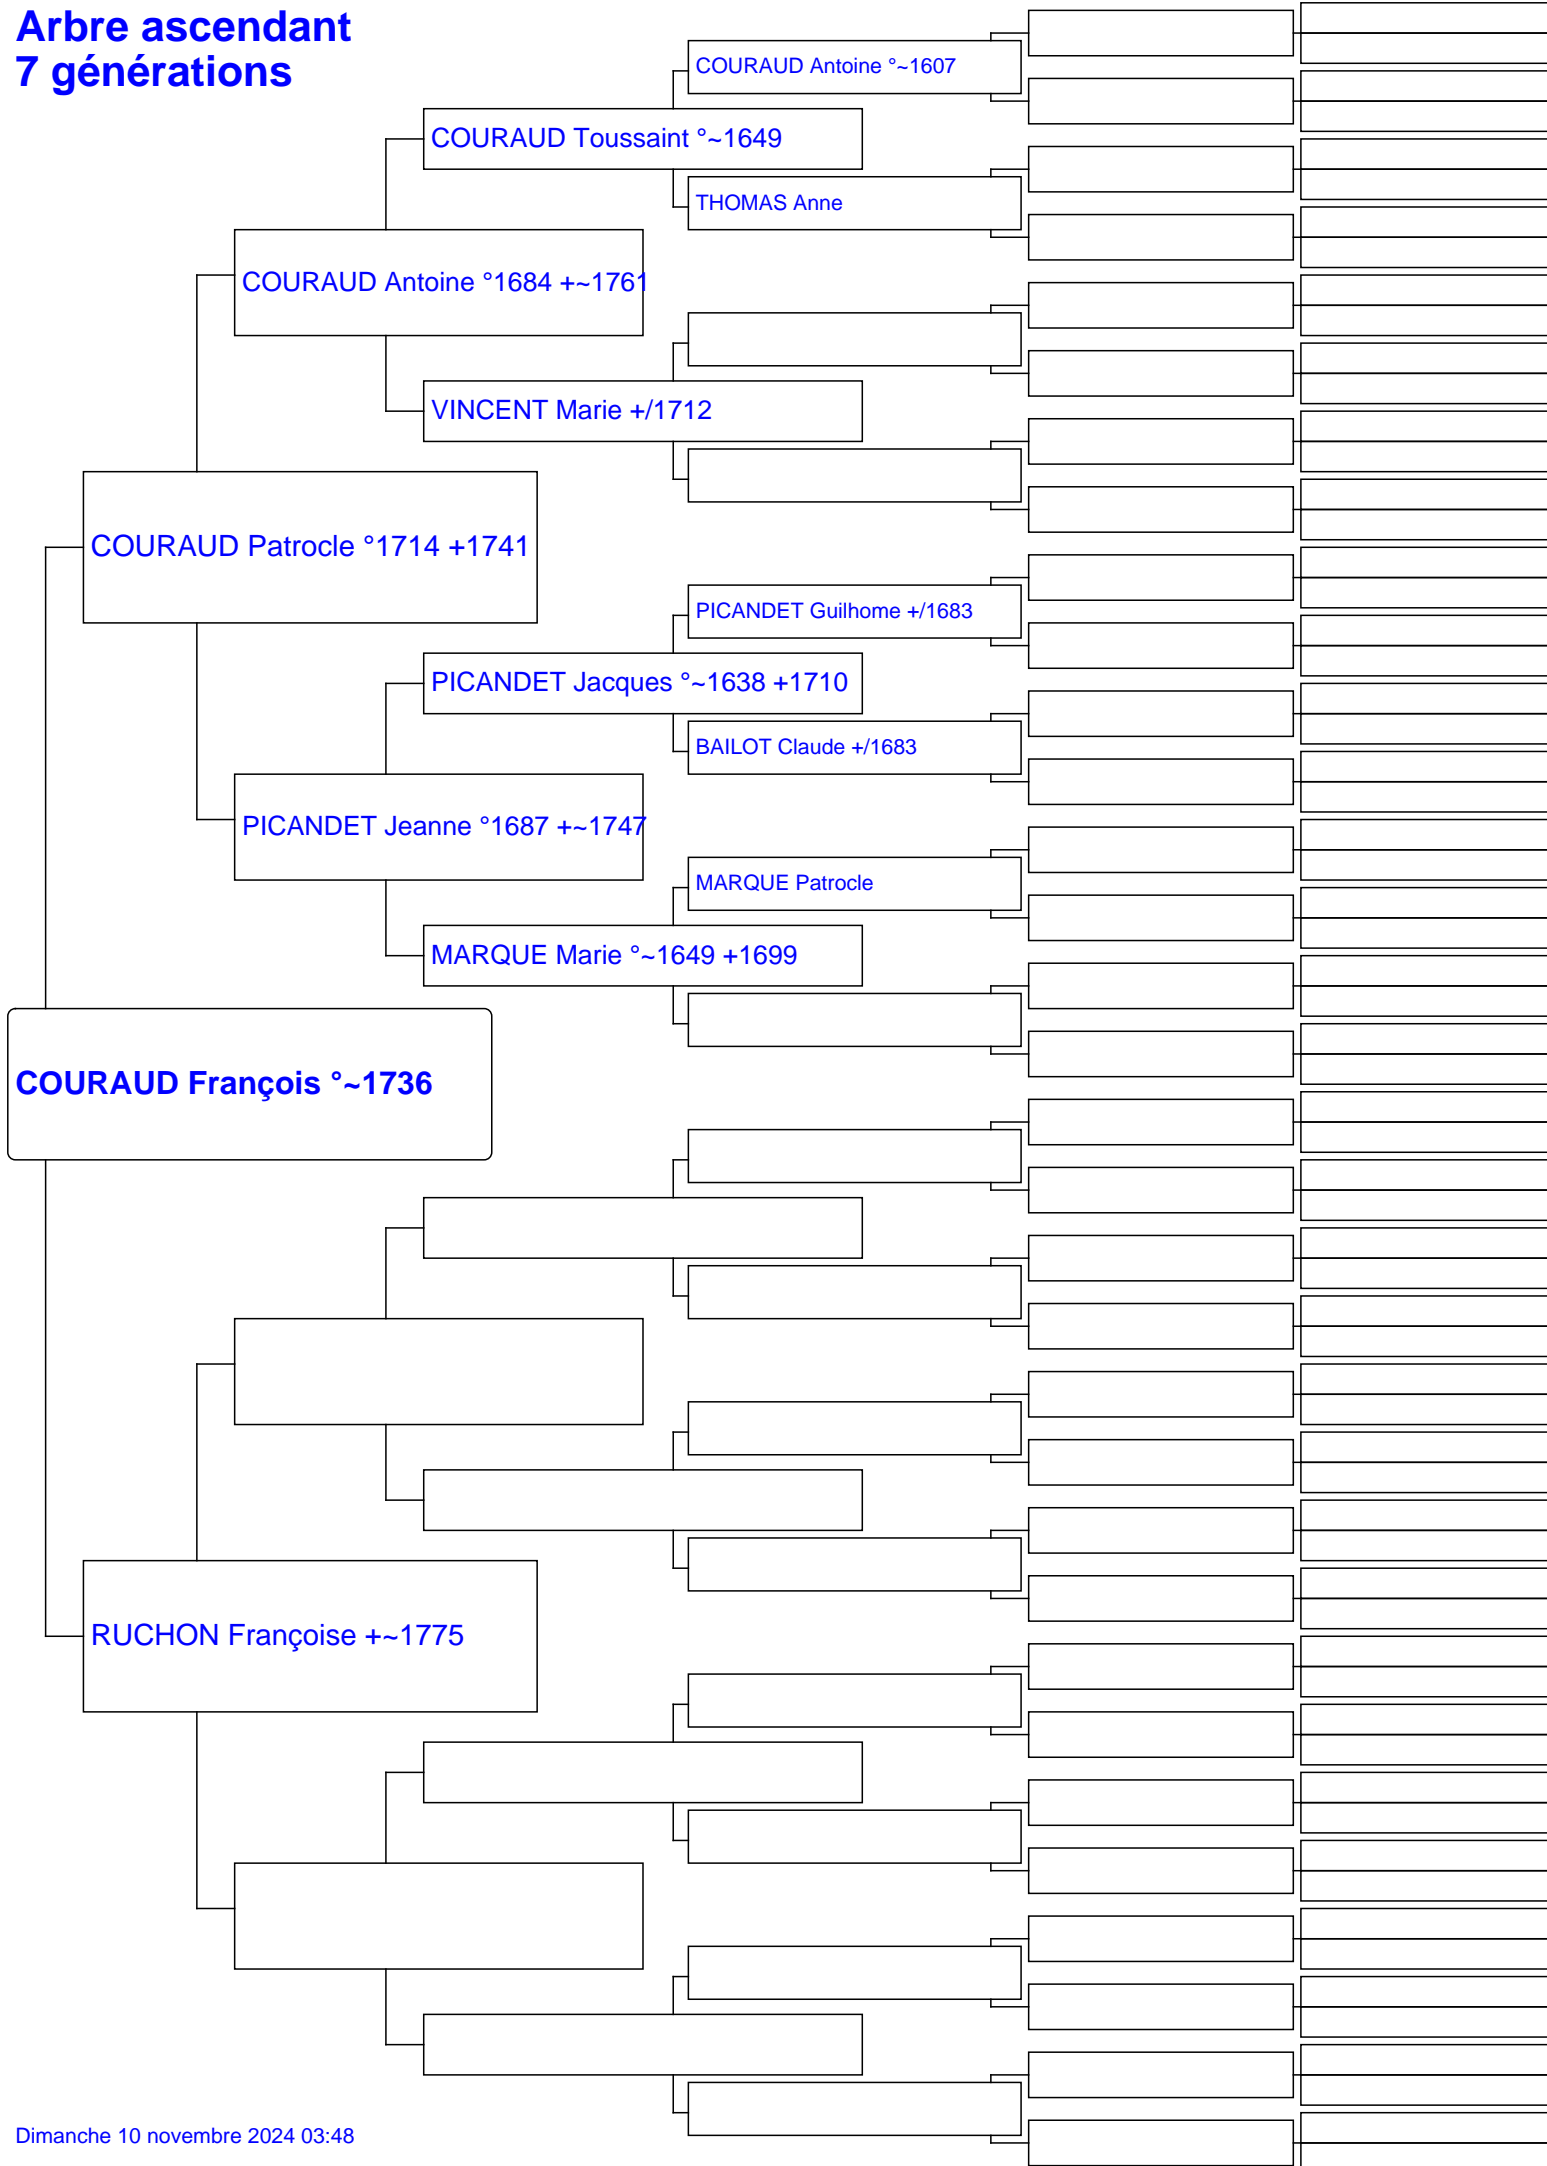 Arbre ascendant
7 générations
COURAUD Antoine °~1607
COURAUD Toussaint °~1649
THOMAS Anne
COURAUD Antoine °1684 +~1761
VINCENT Marie +/1712
COURAUD Patrocle °1714 +1741
PICANDET Guilhome +/1683
PICANDET Jacques °~1638 +1710
BAILOT Claude +/1683
PICANDET Jeanne °1687 +~1747
MARQUE Patrocle
MARQUE Marie °~1649 +1699
COURAUD François °~1736
RUCHON Françoise +~1775
Dimanche 10 novembre 2024 03:48